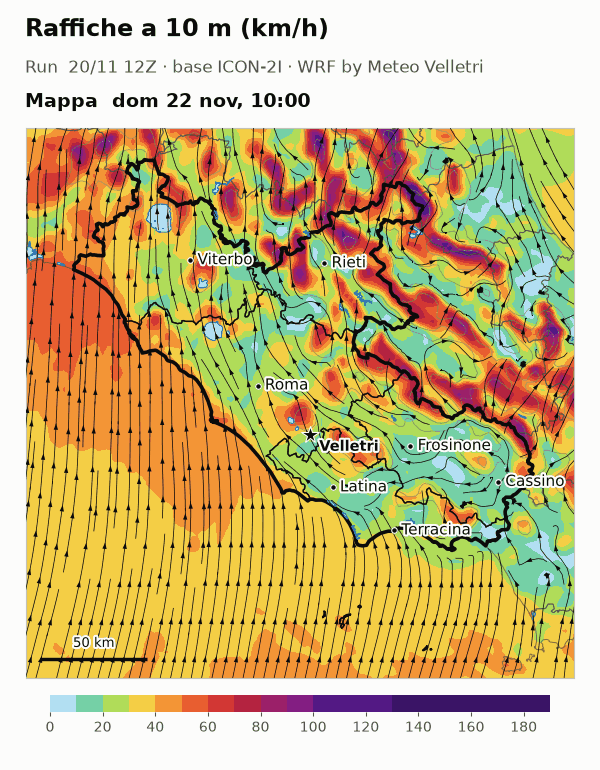 Raffiche a 10 m (km/h)
Run 20/11 12Z · base ICON-2I · WRF by Meteo Velletri
Mappa dom 22 nov, 10:00
Viterbo
Rieti
Roma
Velletri
Frosinone
Latina
Cassino
Terracina
50 km
0 20 40 60 80 100 120 140 160 180